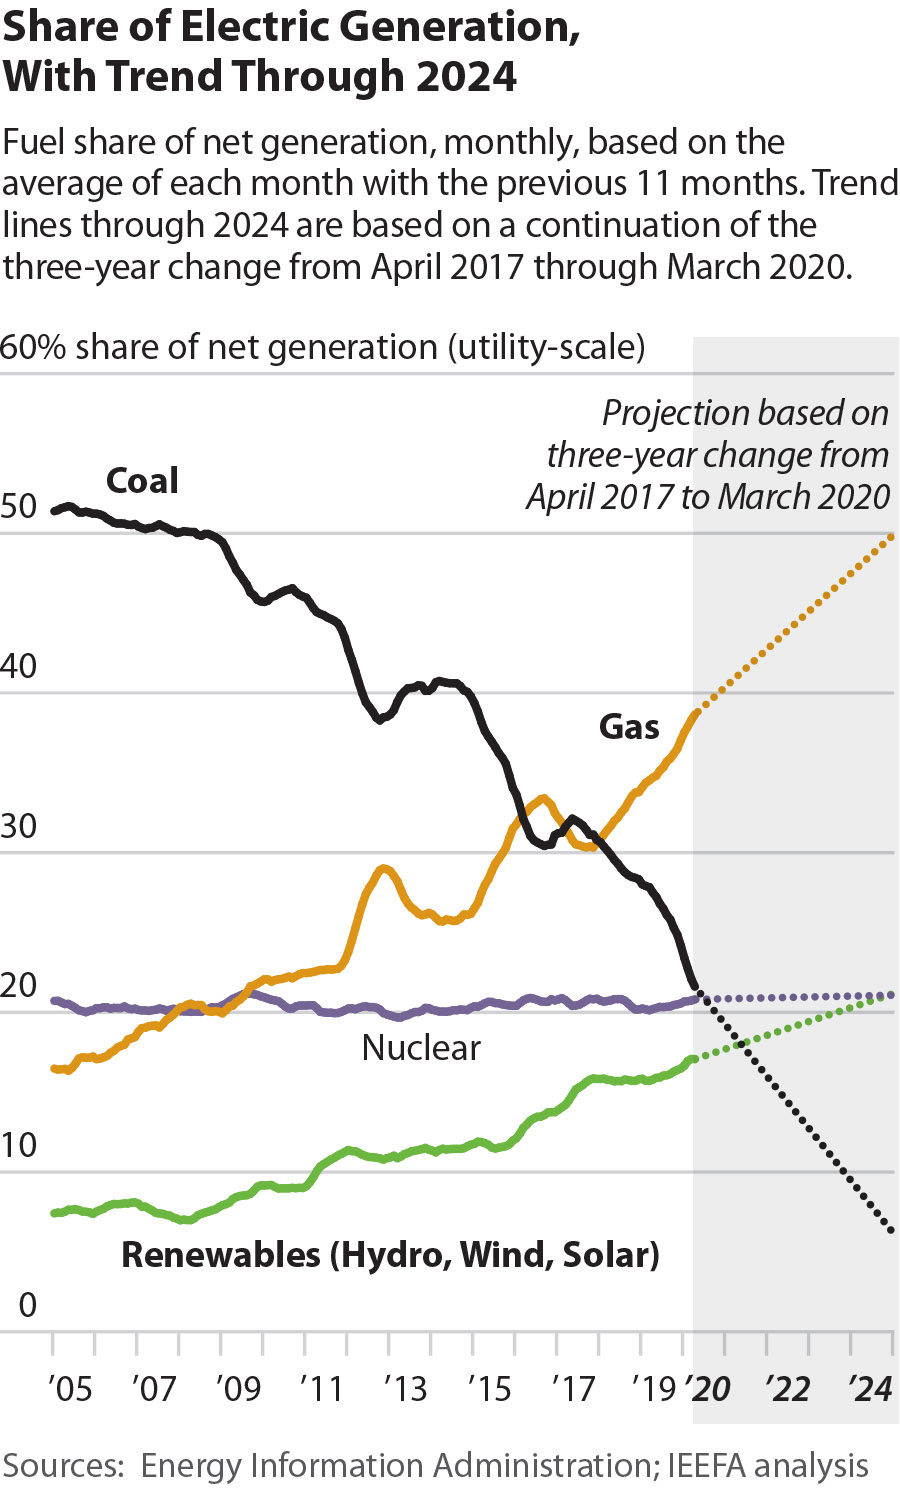 Share of Electric Generation,
With Trend Through 2024
Fuel share of net generation, monthly, based on the
average of each month with the previous 11 months. Trend
lines through 2024 are based on a continuation of the
three-year change from April 2017 through March 2020.
60% share of net generation (utility-scale)
Projection based on
three-year change from
April 2017 to March 2020
Coal
50
40
Gas
30
20
Nuclear
10
Renewables (Hydro, Wind, Solar)
0
’05 ’07 ’09 ’11 ’13 ’15 ’17 ’19 ’20 ’22 ’24
Sources: Energy Information Administration; IEEFA analysis